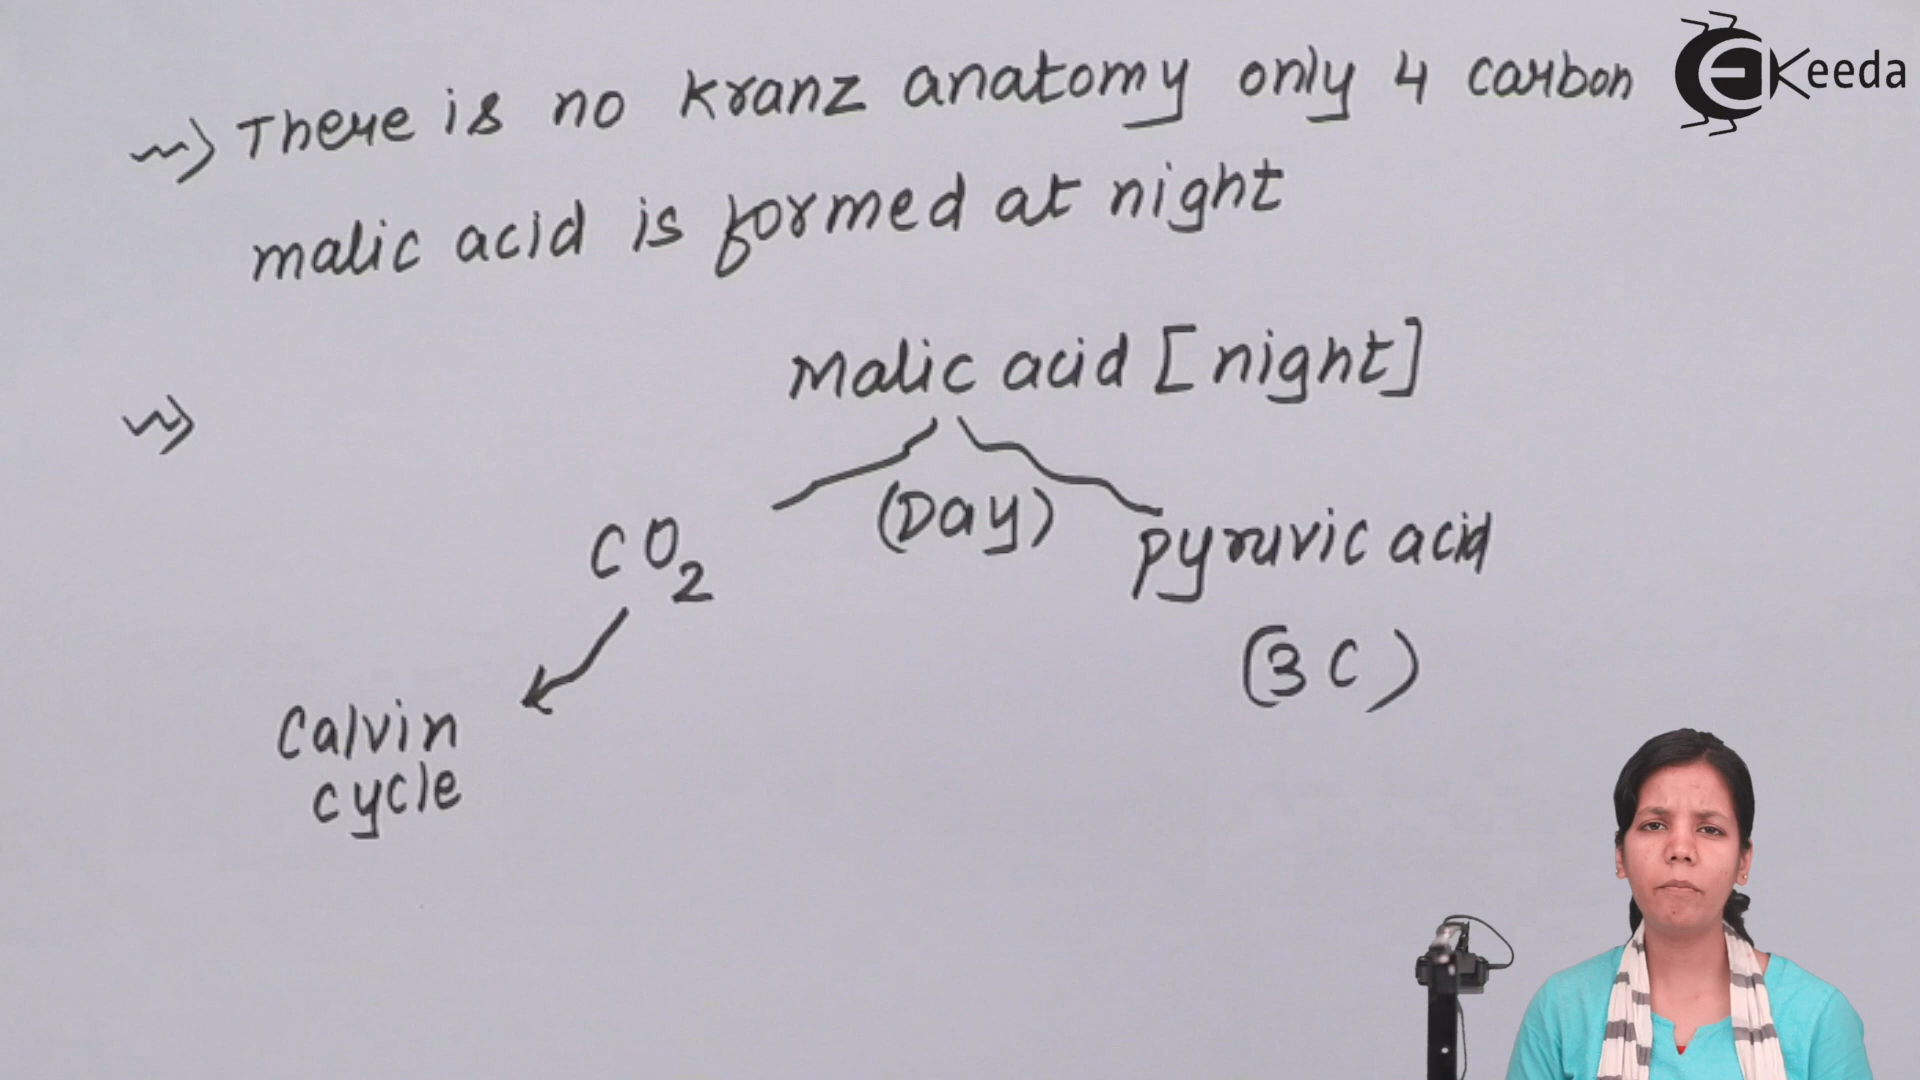 There is no Kranz anatomy only 4 carbon
malic acid is formed at night
Malic acid [night]
(Day)
CO₂
pyruvic acid
(3C)
Calvin
cycle
EKeeda